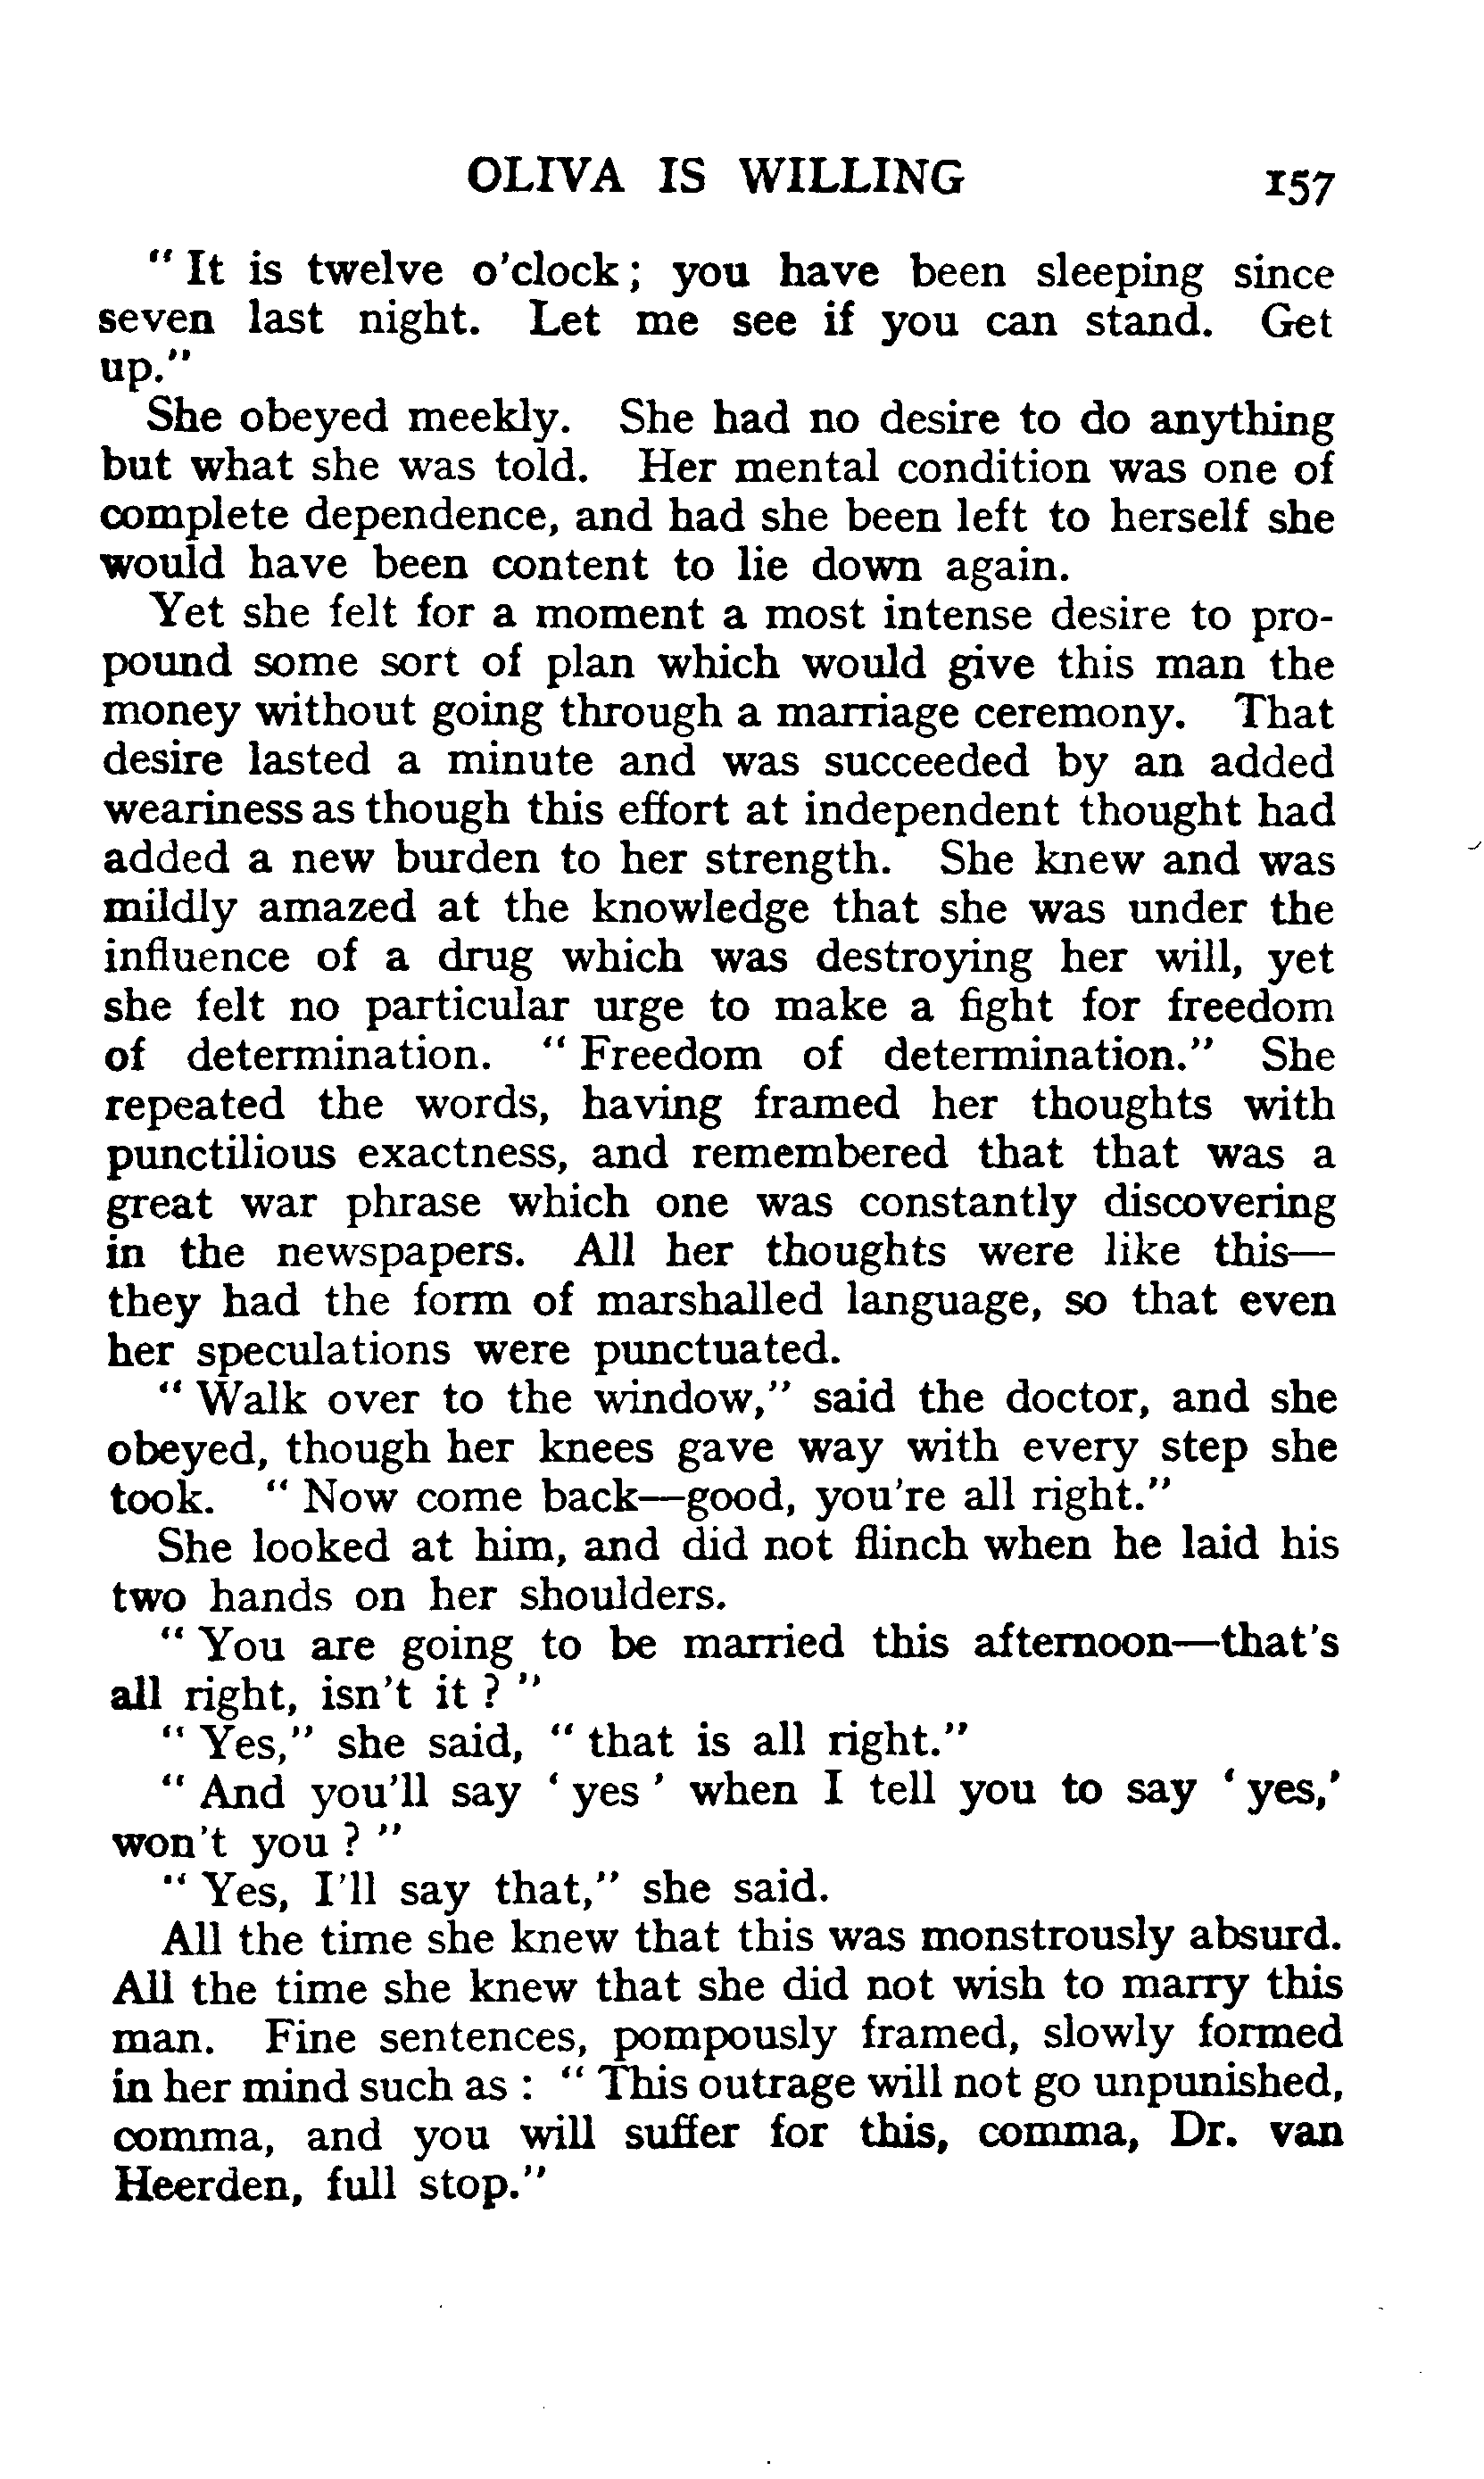 OLIVA IS WILLING 157
" It is twelve o'clock ; you have been sleeping since
seven last night. Let me see if you can stand. Get
up."
She obeyed meekly. She had no desire to do anything
but what she was told. Her mental condition was one of
complete dependence, and had she been left to herself she
would have been content to lie down again.
Yet she felt for a moment a most intense desire to pro-
pound some sort of plan which would give this man the
money without going through a marriage ceremony. That
desire lasted a minute and was succeeded by an added
weariness as though this effort at independent thought had
added a new burden to her strength. She knew and was
mildly amazed at the knowledge that she was under the
influence of a drug which was destroying her will, yet
she felt no particular urge to make a fight for freedom
of determination. " Freedom of determination." She
repeated the words, having framed her thoughts with
punctilious exactness, and remembered that that was a
great war phrase which one was constantly discovering
in the newspapers. All her thoughts were like this—
they had the form of marshalled language, so that even
her speculations were punctuated.
" Walk over to the window," said the doctor, and she
obeyed, though her knees gave way with every step she
took. " Now come back—good, you're all right."
She looked at him, and did not flinch when he laid his
two hands on her shoulders.
" You are going to be married this afternoon—that's
all right, isn't it ? "
" Yes," she said, " that is all right."
" And you'll say ' yes ' when I tell you to say ' yes,'
won't you ? "
" Yes, I'll say that," she said.
All the time she knew that this was monstrously absurd.
All the time she knew that she did not wish to marry this
man. Fine sentences, pompously framed, slowly formed
in her mind such as : " This outrage will not go unpunished,
comma, and you will suffer for this, comma, Dr. van
Heerden, full stop."